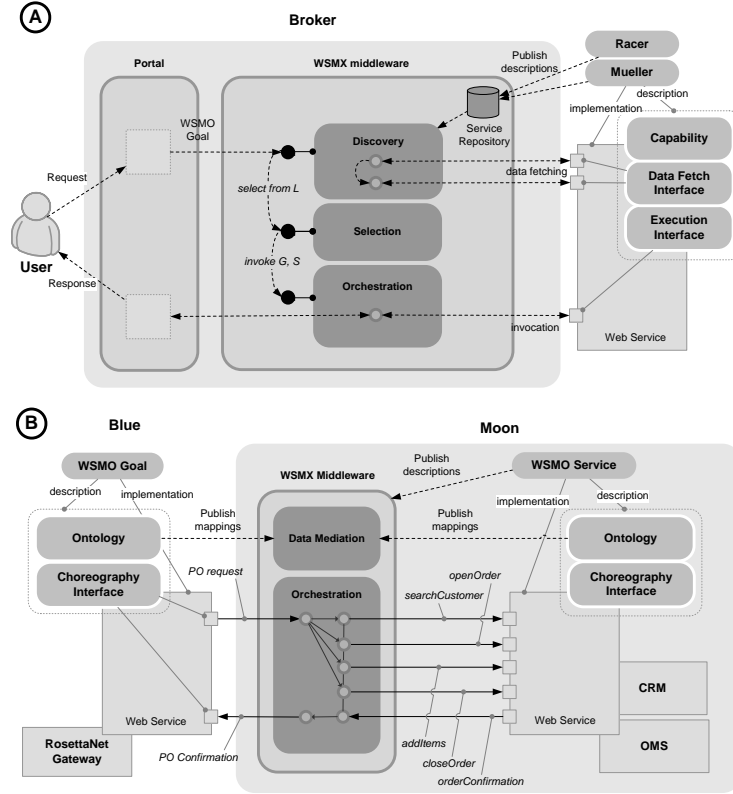 A
Broker
Portal
WSMX middleware
Publish
descriptions
Racer
Mueller
description
implementation
WSMO
Goal
Service
Repository
Discovery
Capability
Request
select from L
data fetching
Data Fetch
Interface
Selection
Execution
Interface
User
invoke G, S
Response
Orchestration
invocation
Web Service
B
Blue
Moon
WSMO Goal
WSMX Middleware
Publish
descriptions
WSMO Service
description
implementation
implementation
description
Publish
mappings
Publish
mappings
Ontology
Data Mediation
Ontology
Choreography
Interface
PO request
Orchestration
openOrder
searchCustomer
Choreography
Interface
CRM
Web Service
Web Service
RosettaNet
Gateway
PO Confirmation
addItems
closeOrder
orderConfirmation
OMS